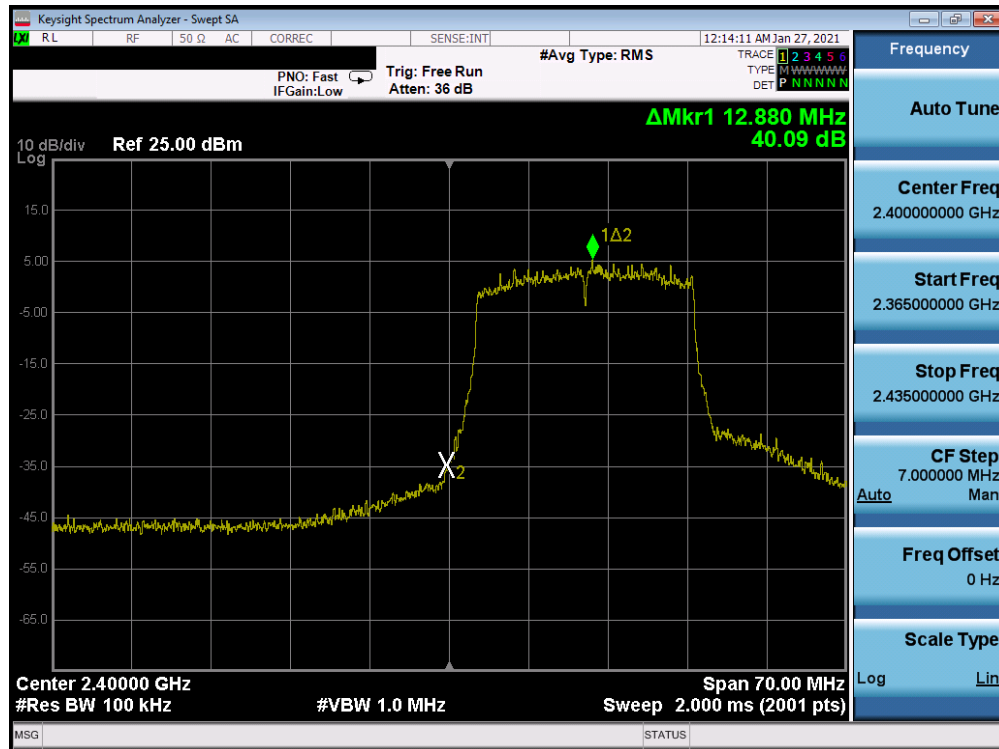 Keysight Spectrum Analyzer - Swept SA
LXI RL RF 50 Ω AC CORREC SENSE:INT 12:14:11 AM Jan 27, 2021
#Avg Type: RMS TRACE 1 2 3 4 5 6
PNO: Fast Trig: Free Run TYPE M WWWWW
IFGain:Low Atten: 36 dB DET P N N N N N
ΔMkr1 12.880 MHz
40.09 dB
10 dB/div Ref 25.00 dBm
Log
15.0
5.00
-5.00
-15.0
-25.0
-35.0
-45.0
-55.0
-65.0
1Δ2
X2
Center 2.40000 GHz Span 70.00 MHz
#Res BW 100 kHz #VBW 1.0 MHz Sweep 2.000 ms (2001 pts)
MSG STATUS
Frequency
Auto Tune
Center Freq
2.400000000 GHz
Start Freq
2.365000000 GHz
Stop Freq
2.435000000 GHz
CF Step
7.000000 MHz
Auto Man
Freq Offset
0 Hz
Scale Type
Log Lin